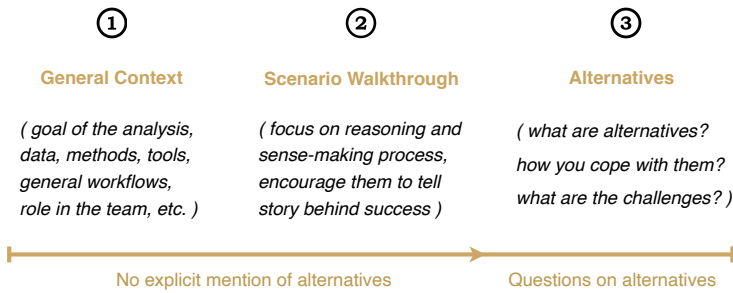 1
General Context
( goal of the analysis,
data, methods, tools,
general workflows,
role in the team, etc. )
2
Scenario Walkthrough
( focus on reasoning and
sense-making process,
encourage them to tell
story behind success )
3
Alternatives
( what are alternatives?
how you cope with them?
what are the challenges? )
No explicit mention of alternatives
Questions on alternatives